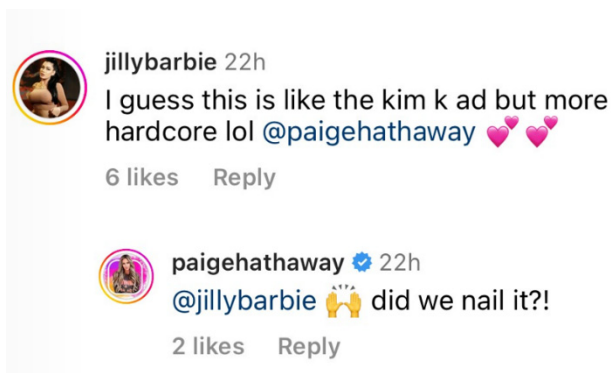 jillybarbie 22h
I guess this is like the kim k ad but more
hardcore lol @paigehathaway 💕 💕
6 likes Reply
paigehathaway 22h
@jillybarbie 🙌 did we nail it?!
2 likes Reply